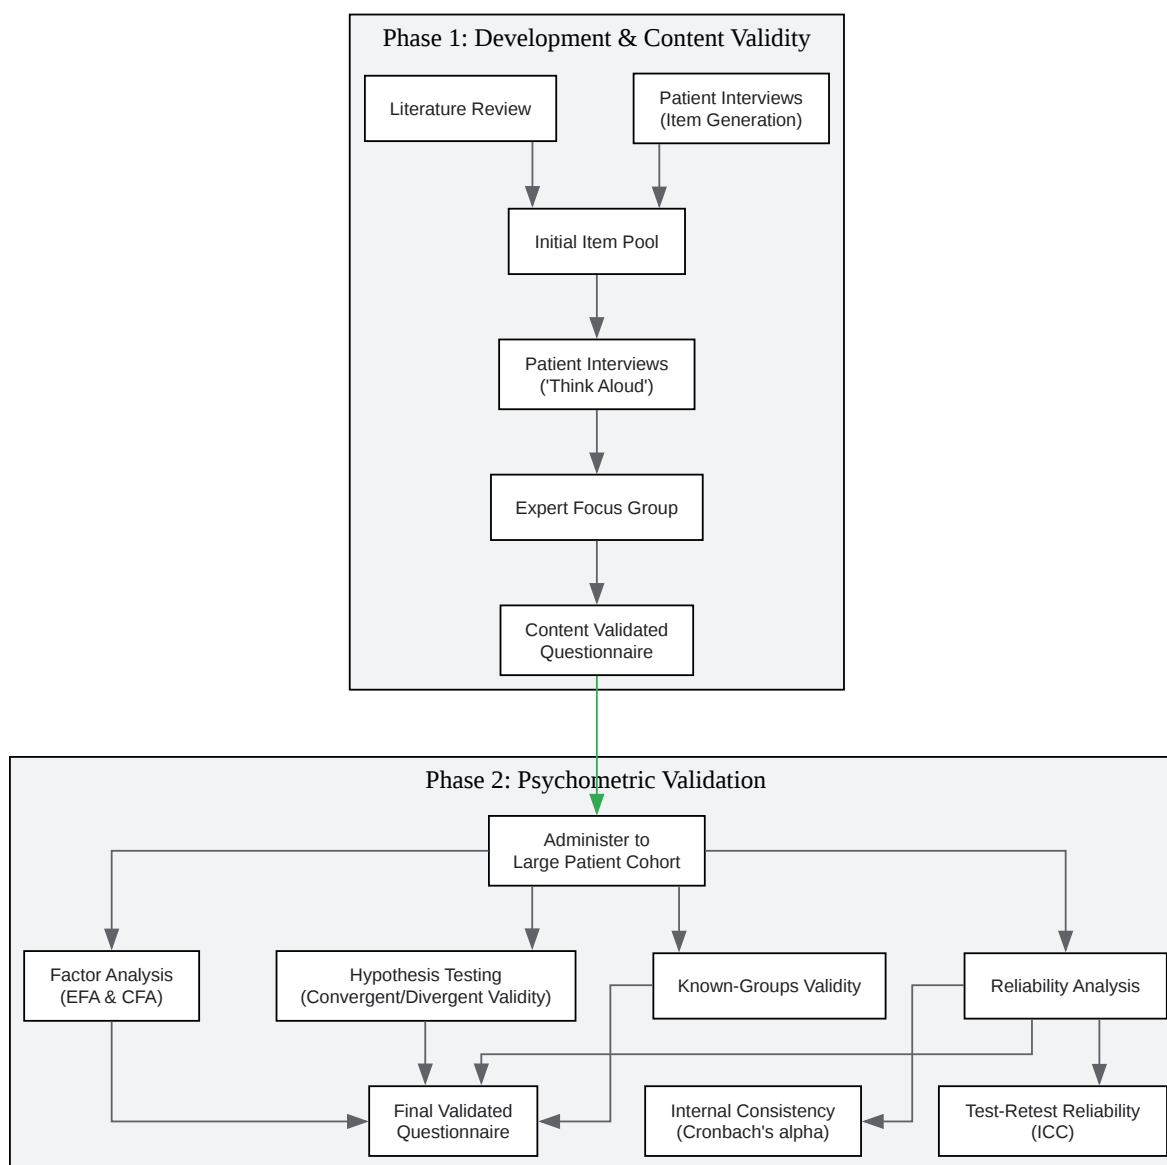 Phase 1: Development & Content Validity
Literature Review
Patient Interviews
(Item Generation)
Initial Item Pool
Patient Interviews
('Think Aloud')
Expert Focus Group
Content Validated
Questionnaire
Phase 2: Psychometric Validation
Administer to
Large Patient Cohort
Factor Analysis
(EFA & CFA)
Hypothesis Testing
(Convergent/Divergent Validity)
Known-Groups Validity
Reliability Analysis
Final Validated
Questionnaire
Internal Consistency
(Cronbach's alpha)
Test-Retest Reliability
(ICC)